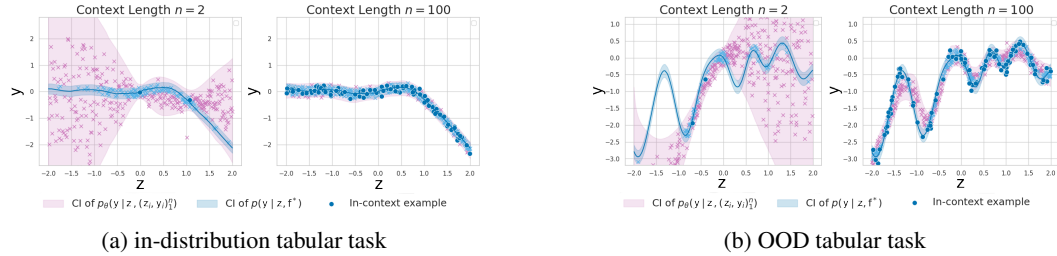 Context Length n = 2
Context Length n = 100
y
2
1
0
−1
−2
−2.0 −1.5 −1.0 −0.5 0.0 0.5 1.0 1.5 2.0
z
y
2
1
0
−1
−2
−2.0 −1.5 −1.0 −0.5 0.0 0.5 1.0 1.5 2.0
z
CI of pθ(y | z, (zi, yi)ⁿ₁) CI of p(y | z, f*) In-context example
(a) in-distribution tabular task
Context Length n = 2
Context Length n = 100
y
1.0
0.5
0.0
−0.5
−1.0
−1.5
−2.0
−2.5
−3.0
−2.0 −1.5 −1.0 −0.5 0.0 0.5 1.0 1.5 2.0
z
y
1.0
0.5
0.0
−0.5
−1.0
−1.5
−2.0
−2.5
−3.0
−2.0 −1.5 −1.0 −0.5 0.0 0.5 1.0 1.5 2.0
z
CI of pθ(y | z, (zi, yi)ⁿ₁) CI of p(y | z, f*) In-context example
(b) OOD tabular task